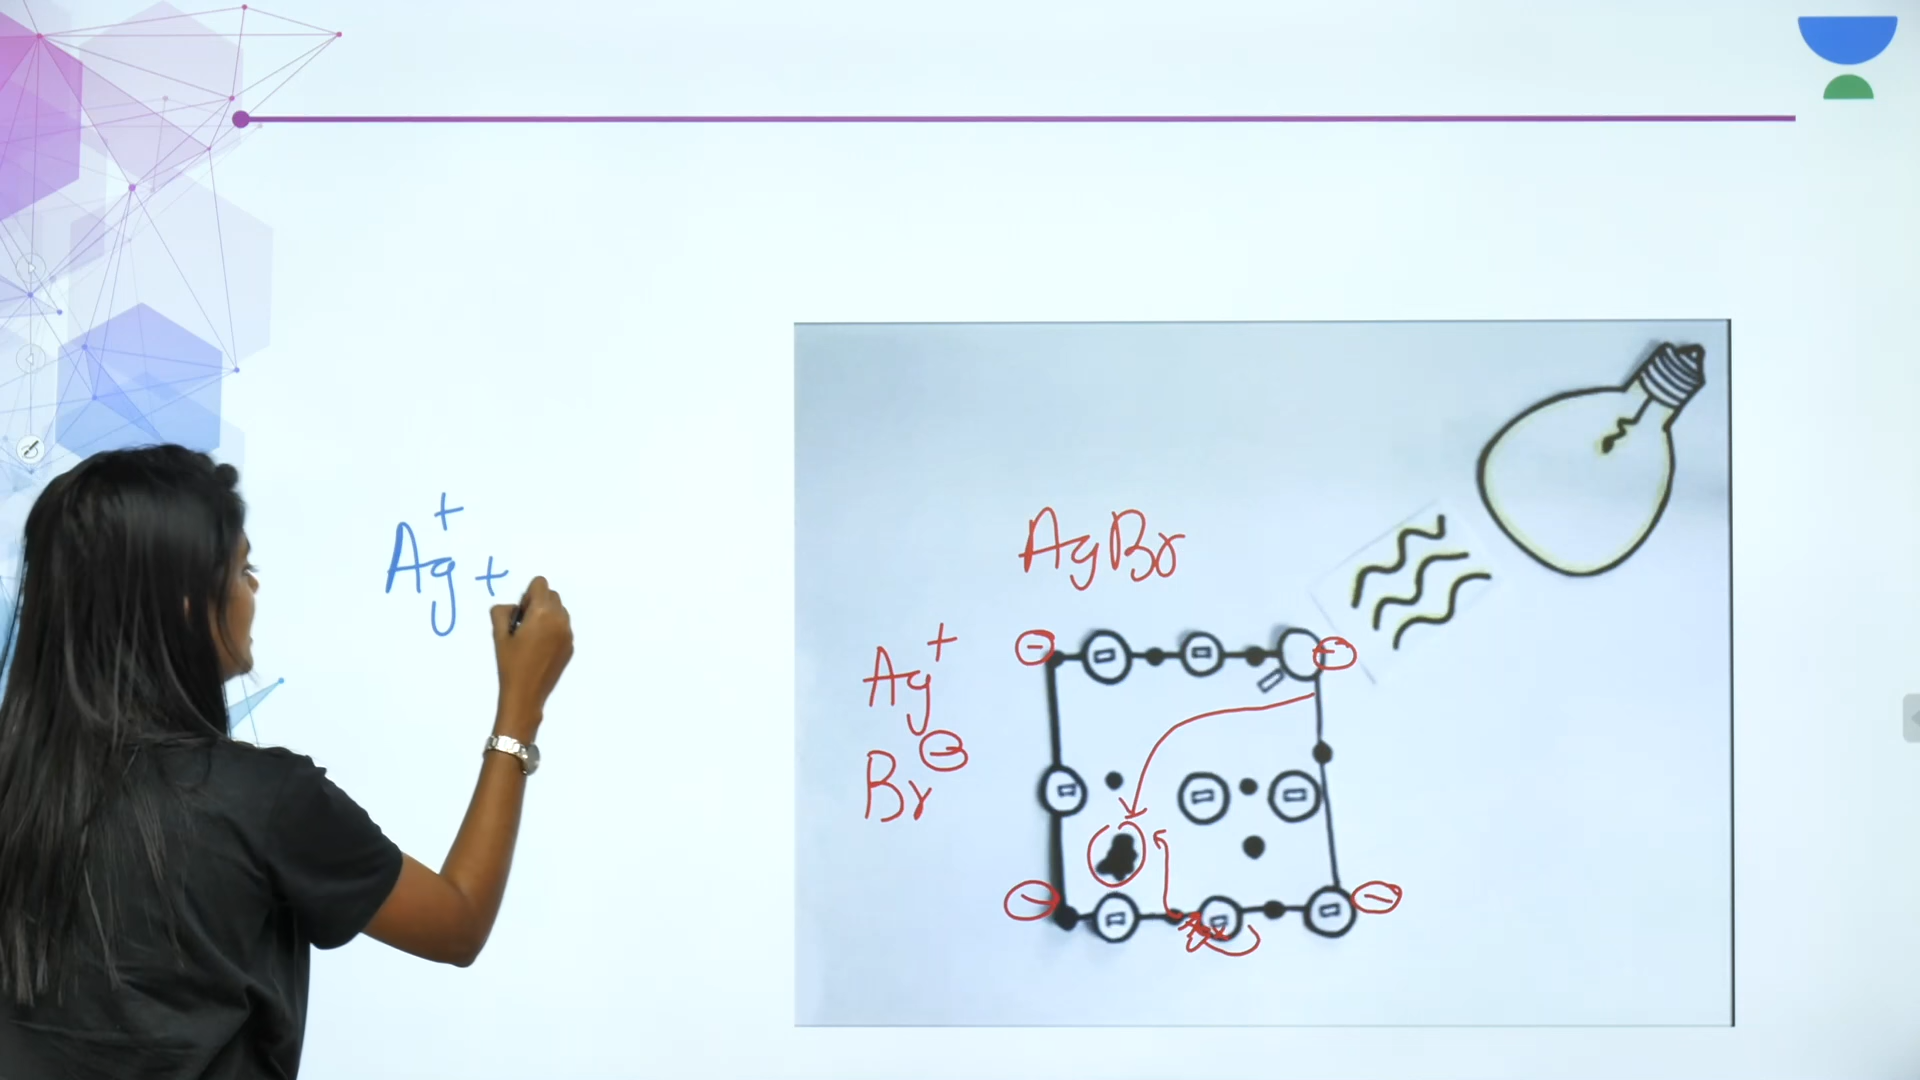 Ag⁺ +
AgBr
Ag⁺
Br⁻